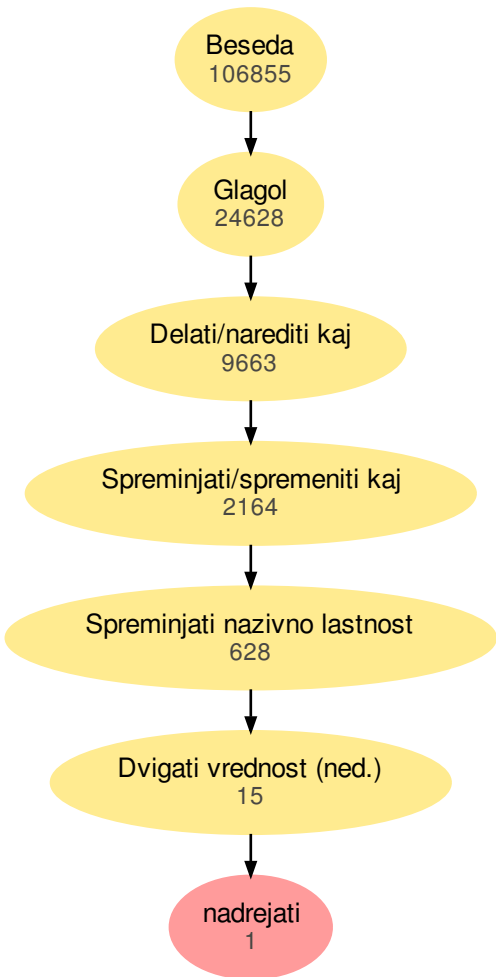 Beseda
106855
Glagol
24628
Delati/narediti kaj
9663
Spreminjati/spremeniti kaj
2164
Spreminjati nazivno lastnost
628
Dvigati vrednost (ned.)
15
nadrejati
1